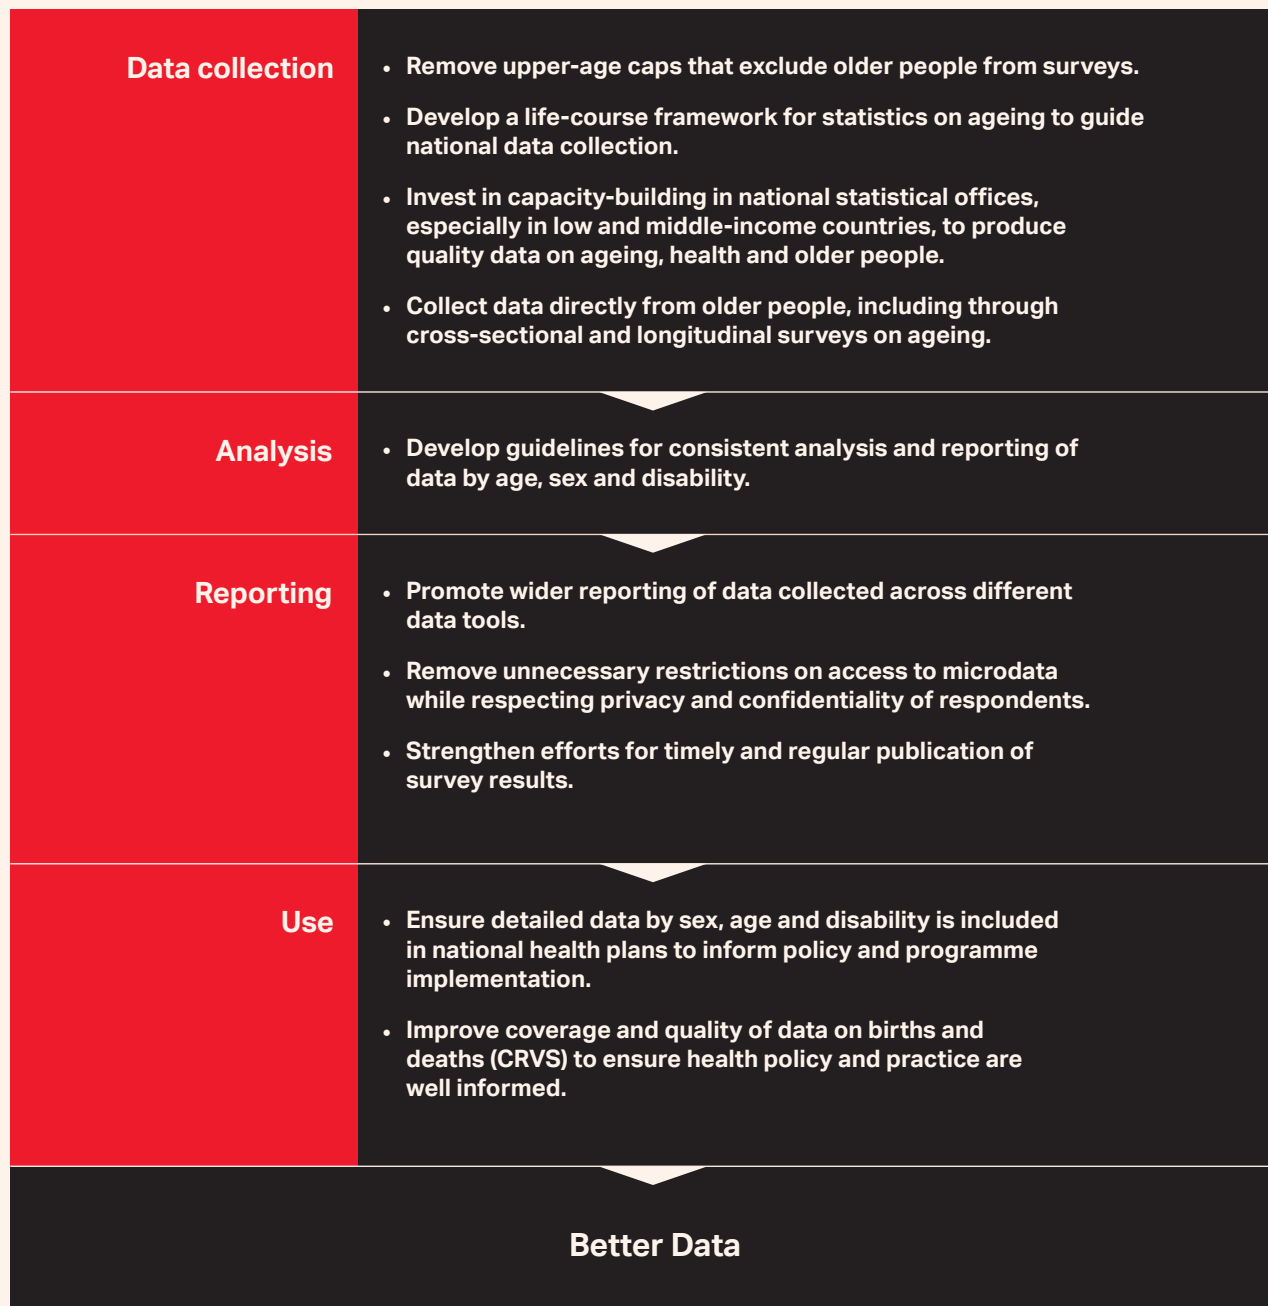 Data collection
• Remove upper-age caps that exclude older people from surveys.
• Develop a life-course framework for statistics on ageing to guide
national data collection.
• Invest in capacity-building in national statistical offices,
especially in low and middle-income countries, to produce
quality data on ageing, health and older people.
• Collect data directly from older people, including through
cross-sectional and longitudinal surveys on ageing.
Analysis
• Develop guidelines for consistent analysis and reporting of
data by age, sex and disability.
Reporting
• Promote wider reporting of data collected across different
data tools.
• Remove unnecessary restrictions on access to microdata
while respecting privacy and confidentiality of respondents.
• Strengthen efforts for timely and regular publication of
survey results.
Use
• Ensure detailed data by sex, age and disability is included
in national health plans to inform policy and programme
implementation.
• Improve coverage and quality of data on births and
deaths (CRVS) to ensure health policy and practice are
well informed.
Better Data